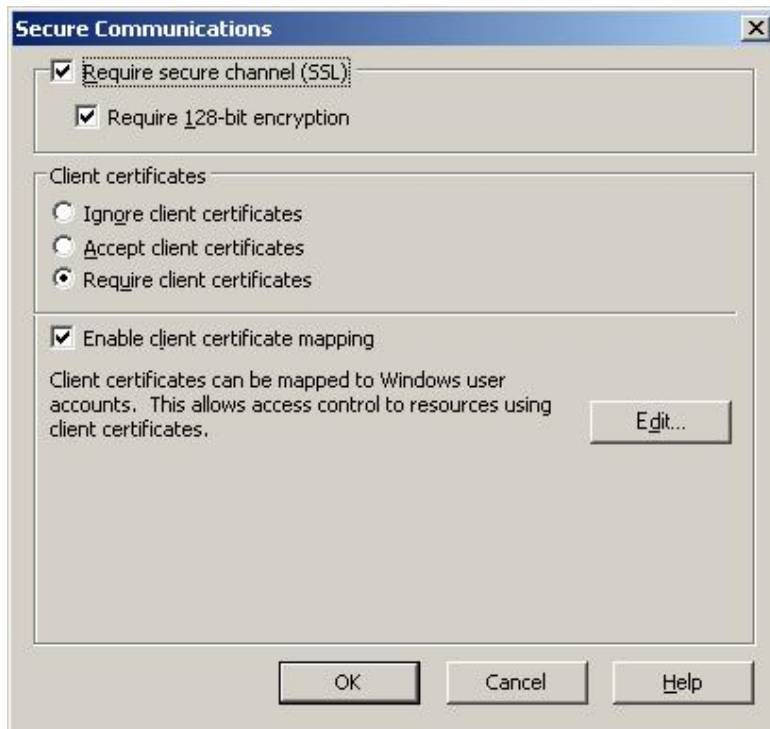 Secure Communications
Require secure channel (SSL)
Require 128-bit encryption
Client certificates
Ignore client certificates
Accept client certificates
Require client certificates
Enable client certificate mapping
Client certificates can be mapped to Windows user
accounts. This allows access control to resources using
client certificates.
Edit...
OK
Cancel
Help